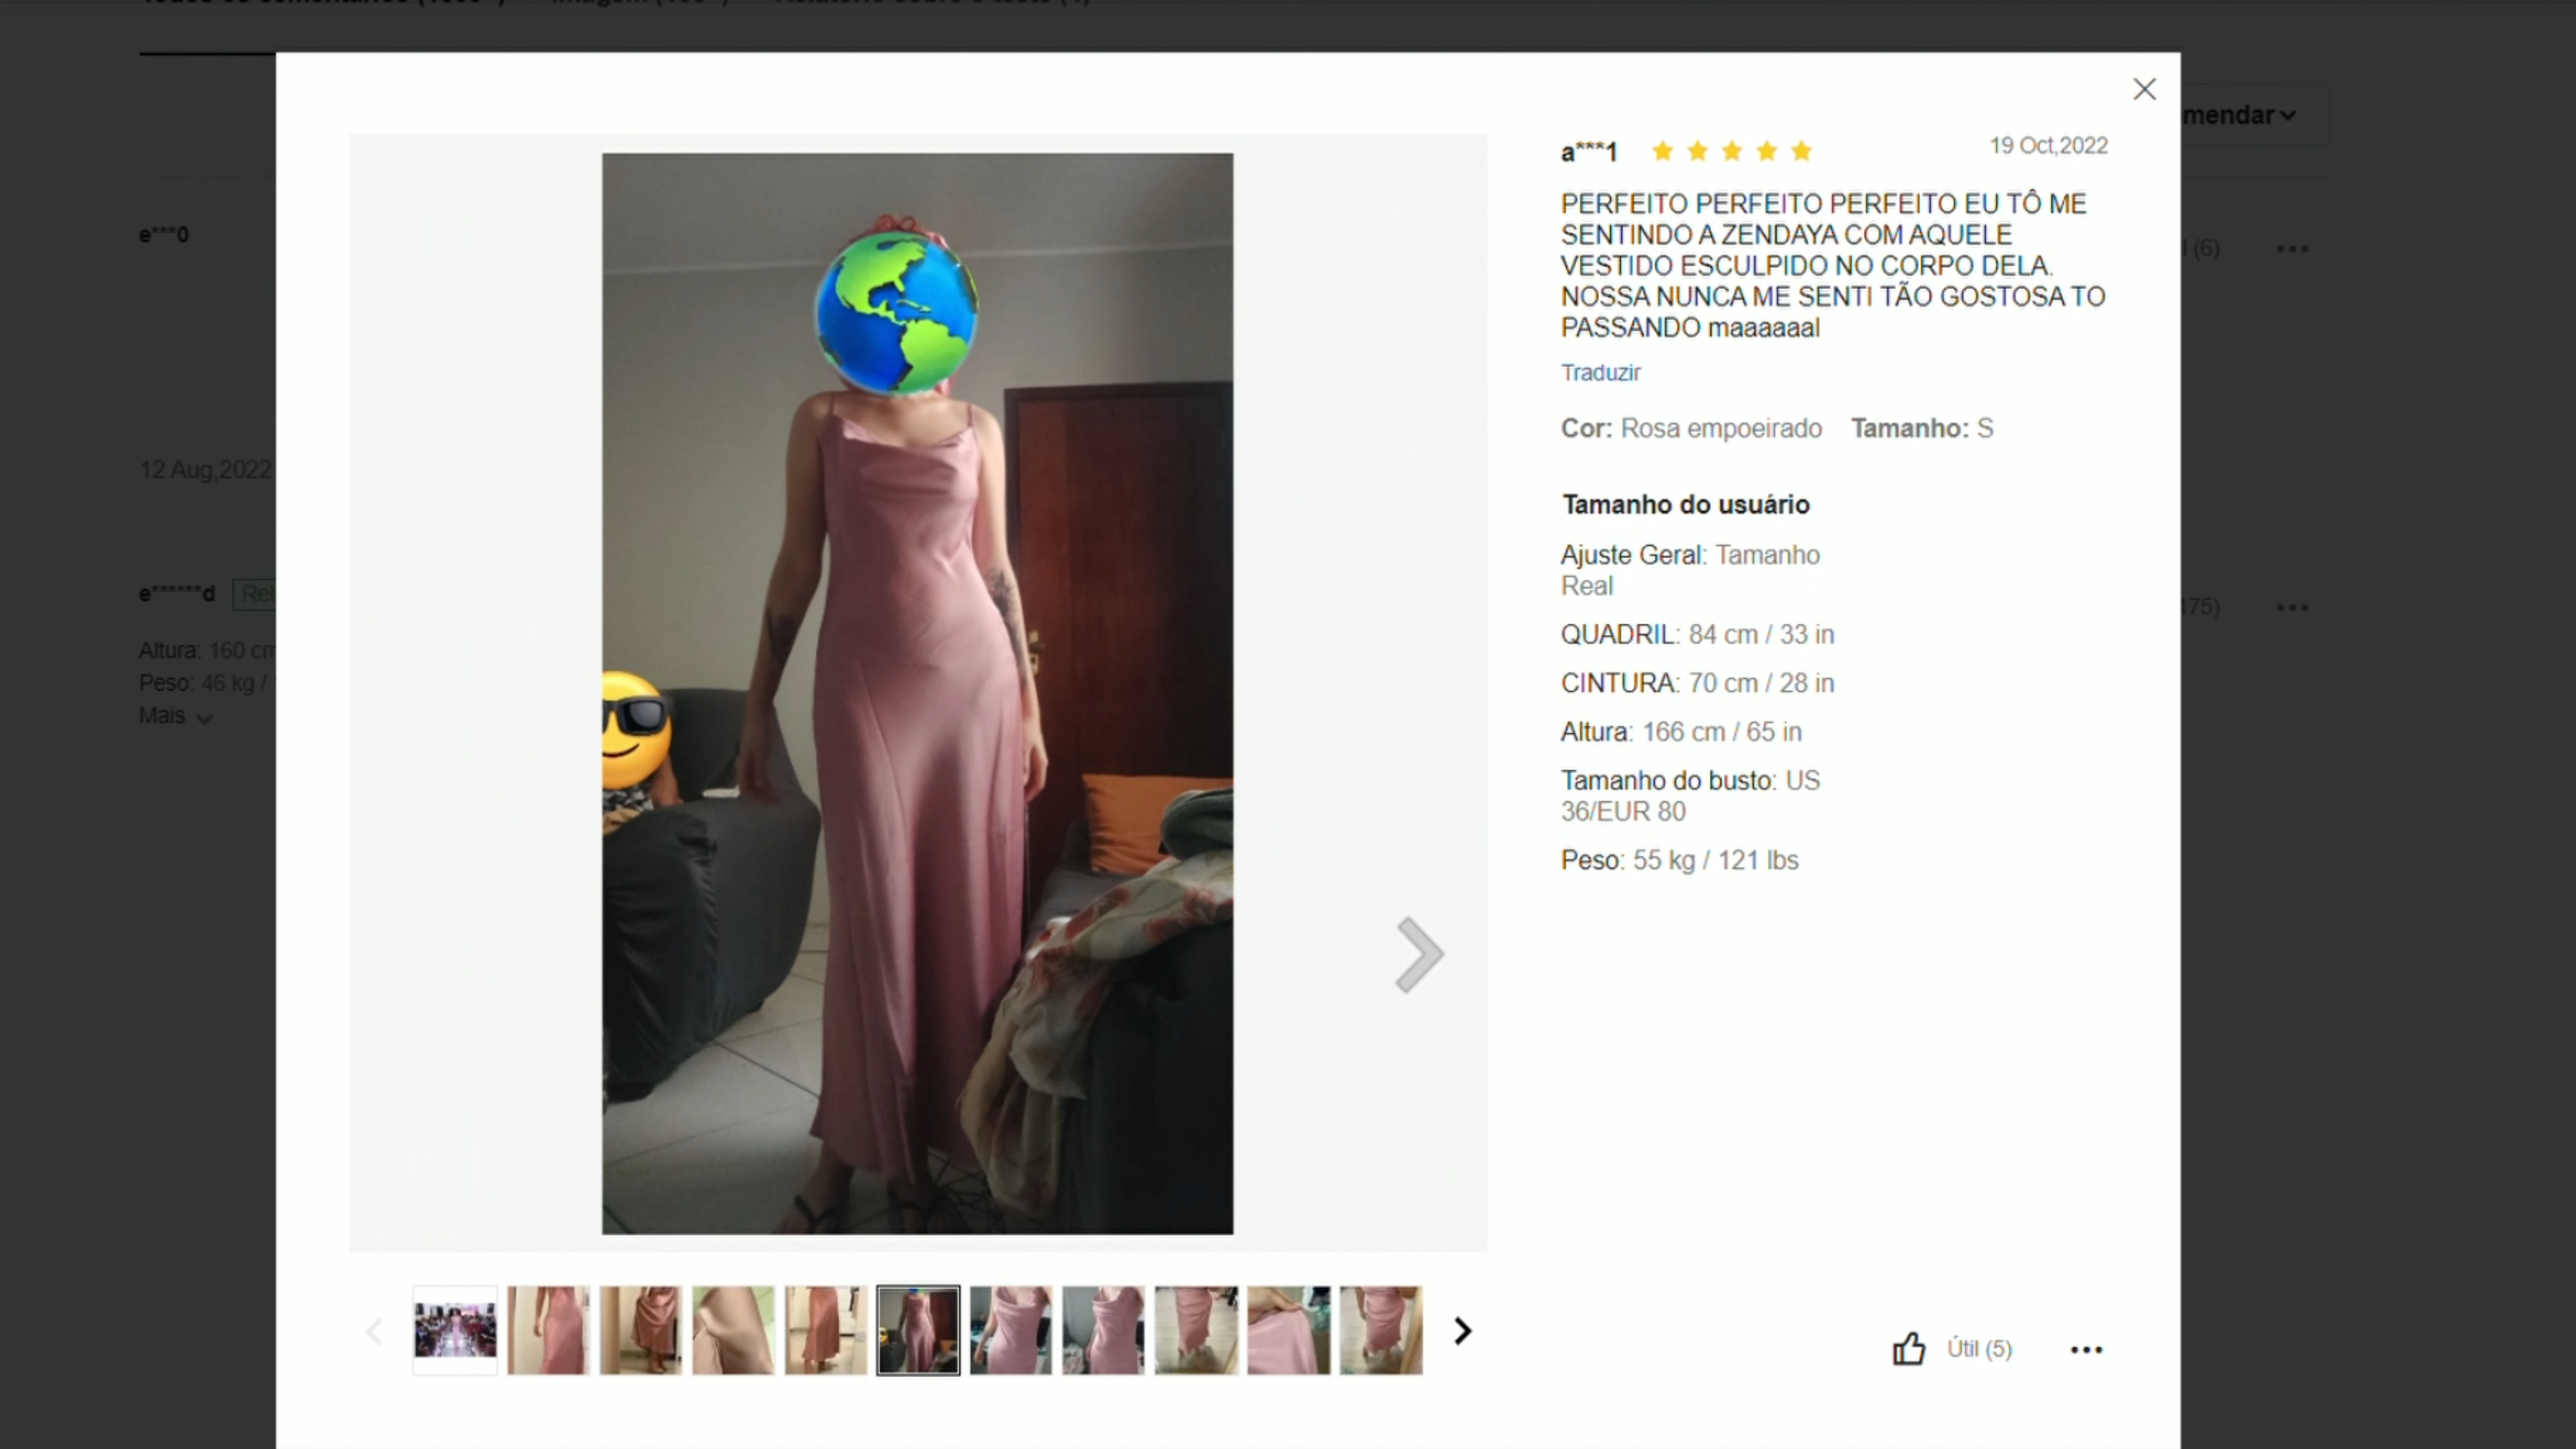 mendar
e***0
(6)
12 Aug,2022
e******d
175)
Altura: 160 cm
Peso: 46 kg /
Mais
a***1
19 Oct,2022
PERFEITO PERFEITO PERFEITO EU TÔ ME
SENTINDO A ZENDAYA COM AQUELE
VESTIDO ESCULPIDO NO CORPO DELA.
NOSSA NUNCA ME SENTI TÃO GOSTOSA TO
PASSANDO maaaaaal
Traduzir
Cor: Rosa empoeirado Tamanho: S
Tamanho do usuário
Ajuste Geral: Tamanho
Real
QUADRIL: 84 cm / 33 in
CINTURA: 70 cm / 28 in
Altura: 166 cm / 65 in
Tamanho do busto: US
36/EUR 80
Peso: 55 kg / 121 lbs
Útil (5)